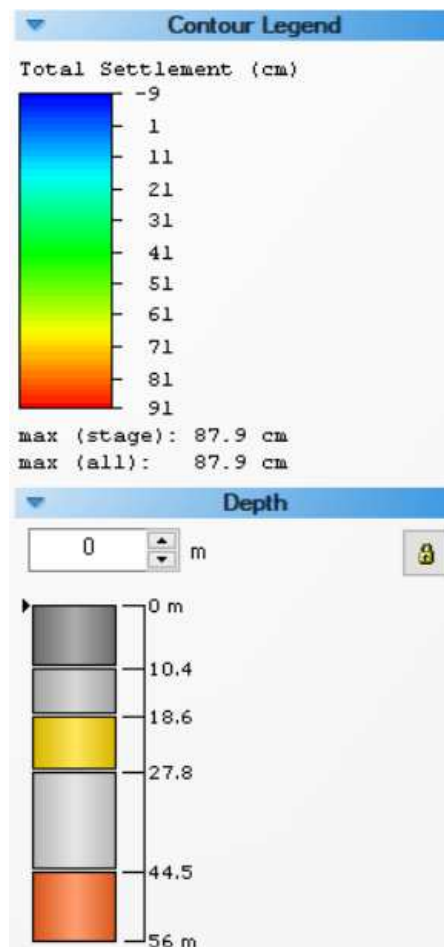 Contour Legend
Total Settlement (cm)
-9
1
11
21
31
41
51
61
71
81
91
max (stage): 87.9 cm
max (all): 87.9 cm
Depth
0 m
0 m
10.4
18.6
27.8
44.5
56 m